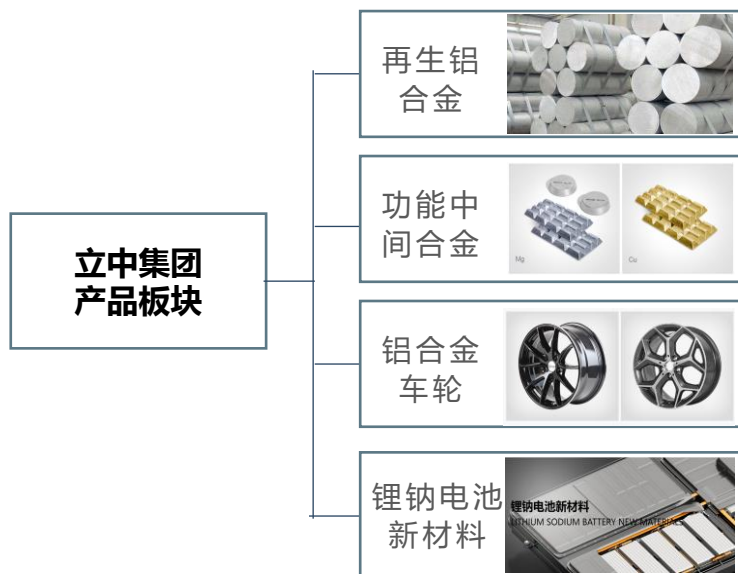 立中集团
产品板块
再生铝
合金
功能中
间合金
Mg
Cu
铝合金
车轮
锂钠电池
新材料
锂钠电池新材料
LITHIUM SODIUM BATTERY NEW MATERIALS